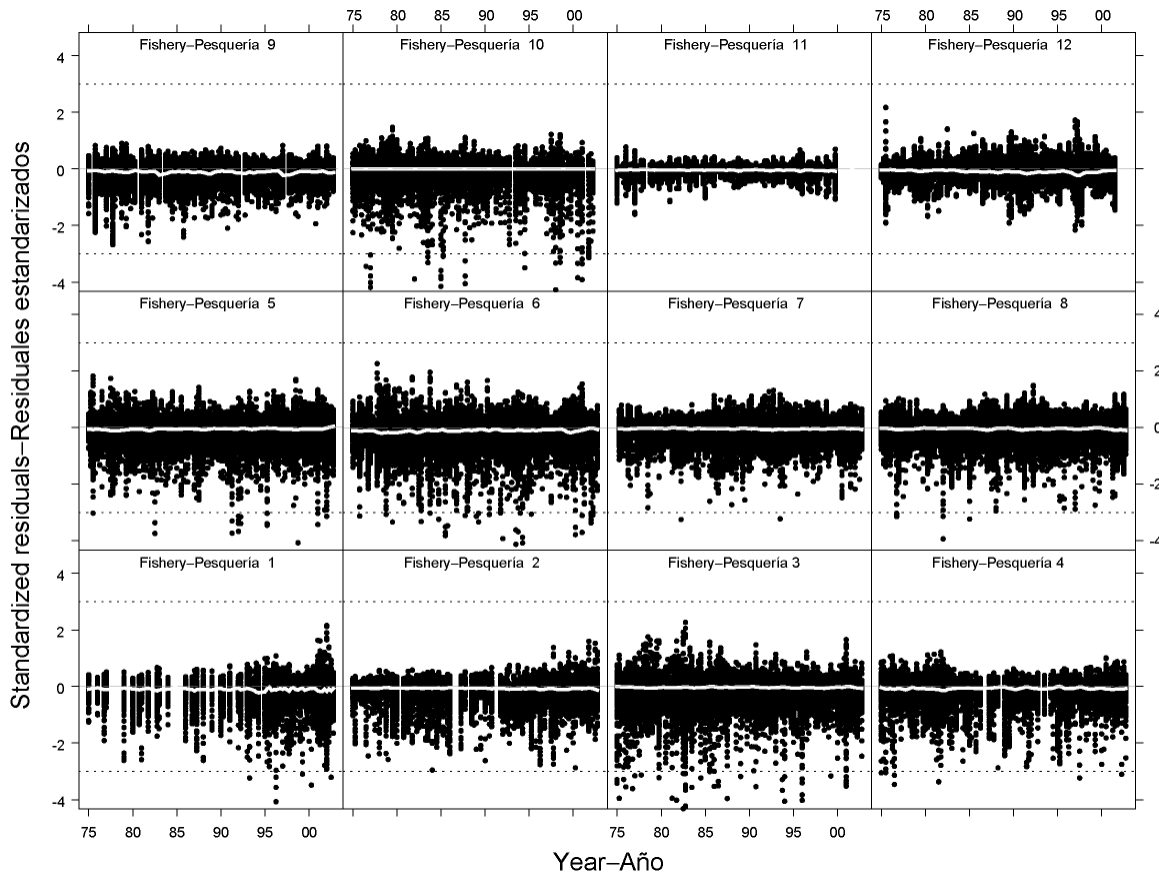 75 80 85 90 95 00 75 80 85 90 95 00
Fishery–Pesquería 9 Fishery–Pesquería 10 Fishery–Pesquería 11 Fishery–Pesquería 12
4
2
0
-2
-4
Fishery–Pesquería 5 Fishery–Pesquería 6 Fishery–Pesquería 7 Fishery–Pesquería 8
4
2
0
-2
-4
Fishery–Pesquería 1 Fishery–Pesquería 2 Fishery–Pesquería 3 Fishery–Pesquería 4
4
2
0
-2
-4
75 80 85 90 95 00 75 80 85 90 95 00
Standardized residuals–Residuales estandarizados
Year–Año